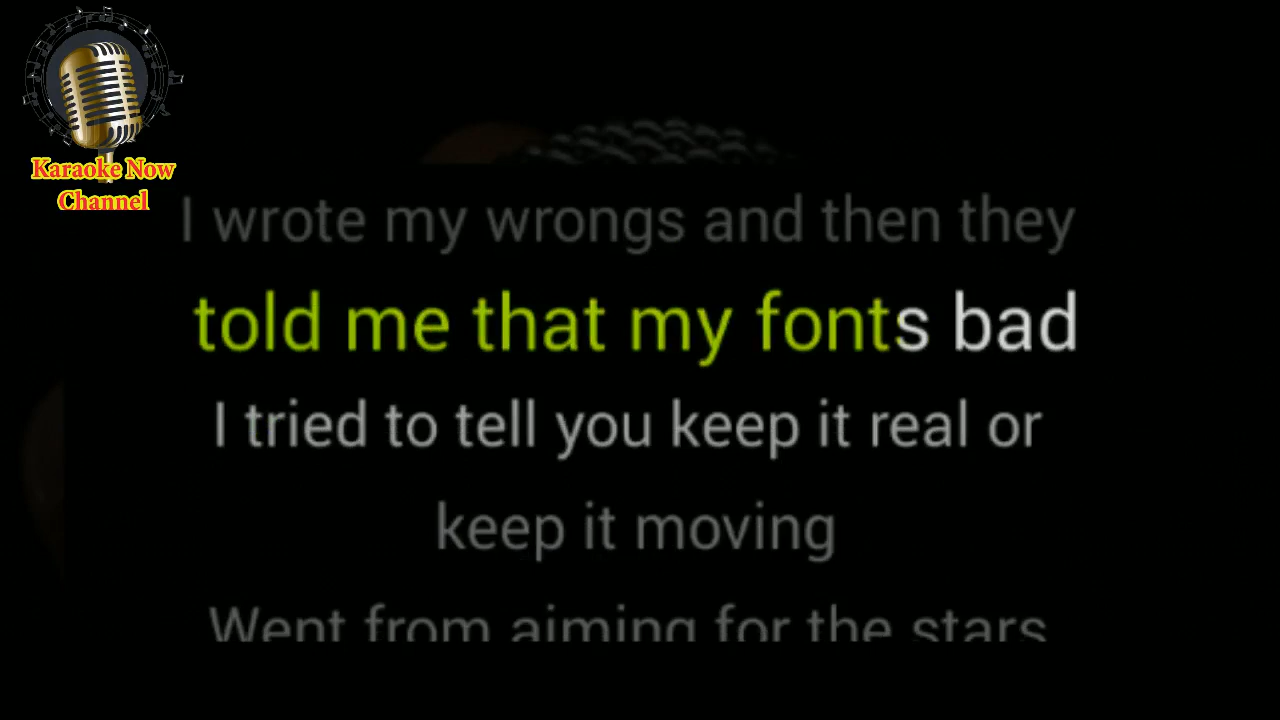 Karaoke Now
Channel
I wrote my wrongs and then they
told me that my fonts bad
I tried to tell you keep it real or
keep it moving
Went from aiming for the stars